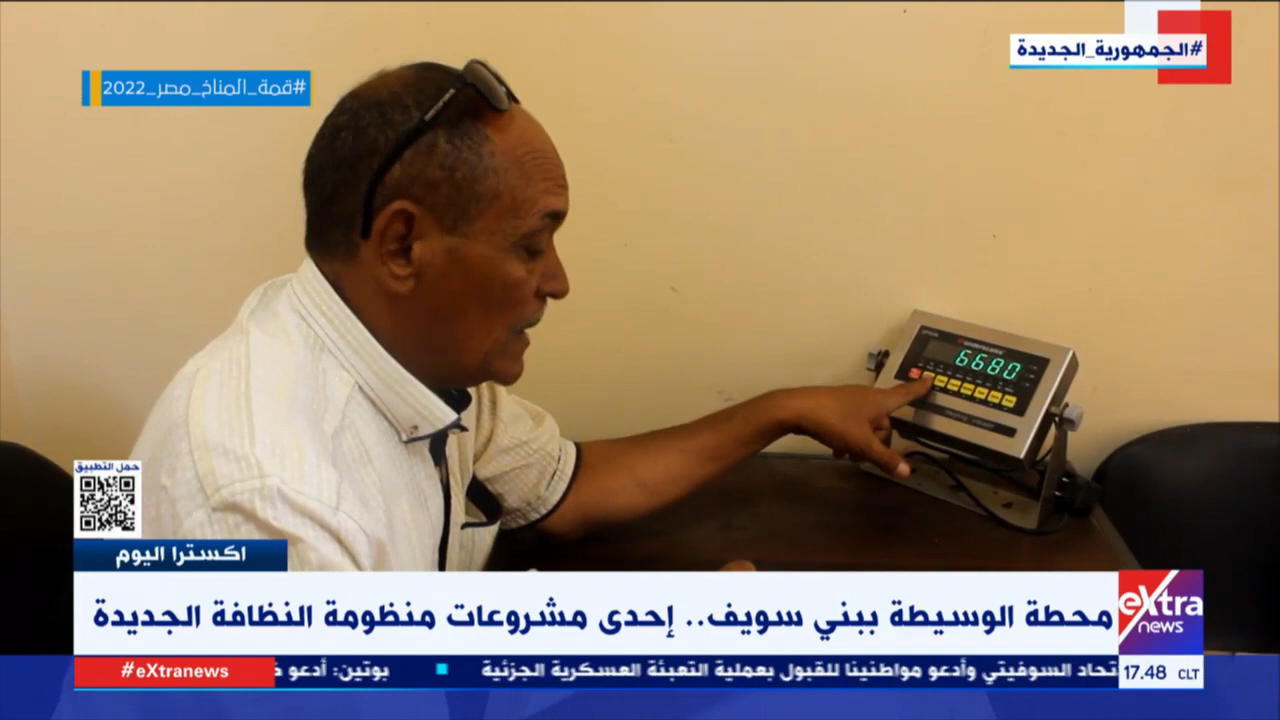 #الجمهورية_الجديدة
#قمة_المناخ_مصر_2022
6680
حمل التطبيق
اكسترا اليوم
محطة الوسيطة ببني سويف.. إحدى مشروعات منظومة النظافة الجديدة
eXtra
news
#eXtranews
تحاد السوفيتي وأدعو مواطنينا للقبول بعملية التعبئة العسكرية الجزئية ■ بوتين: أدعو
17.48 CLT